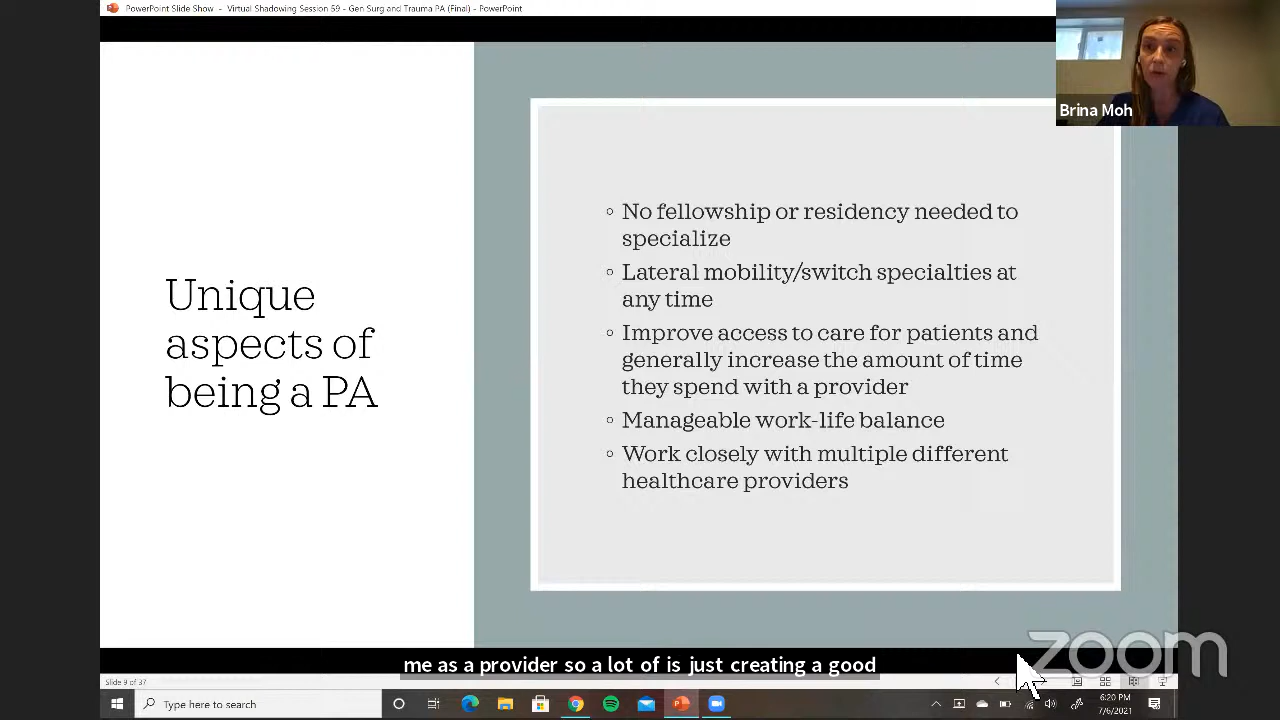 PowerPoint Slide Show - Virtual Shadowing Session 59 - Gen Surg and Trauma PA (Final) - PowerPoint
Brina Moh
Unique
aspects of
being a PA
◦ No fellowship or residency needed to
specialize
◦ Lateral mobility/switch specialties at
any time
◦ Improve access to care for patients and
generally increase the amount of time
they spend with a provider
◦ Manageable work-life balance
◦ Work closely with multiple different
healthcare providers
me as a provider so a lot of is just creating a good
zoom
Slide 9 of 37
Type here to search
6:20 PM
7/6/2021